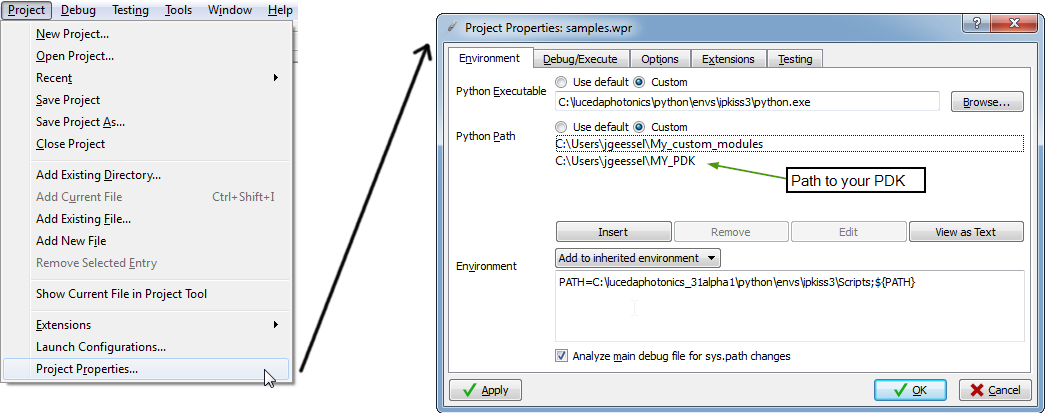 Project Debug Testing Tools Window Help
New Project...
Open Project...
Recent
Save Project
Save Project As...
Close Project
Add Existing Directory...
Add Current File Ctrl+Shift+I
Add Existing File...
Add New File
Remove Selected Entry
Show Current File in Project Tool
Extensions
Launch Configurations...
Project Properties...
Project Properties: samples.wpr
Environment Debug/Execute Options Extensions Testing
Python Executable
Use default Custom
C:\lucedaphotonics\python\envs\ipkiss3\python.exe
Browse...
Python Path
Use default Custom
C:\Users\jgeessel\My_custom_modules
C:\Users\jgeessel\MY_PDK
Path to your PDK
Insert Remove Edit View as Text
Environment
Add to inherited environment
PATH=C:\lucedaphotonics_31alpha1\python\envs\ipkiss3\Scripts;${PATH}
Analyze main debug file for sys.path changes
Apply OK Cancel